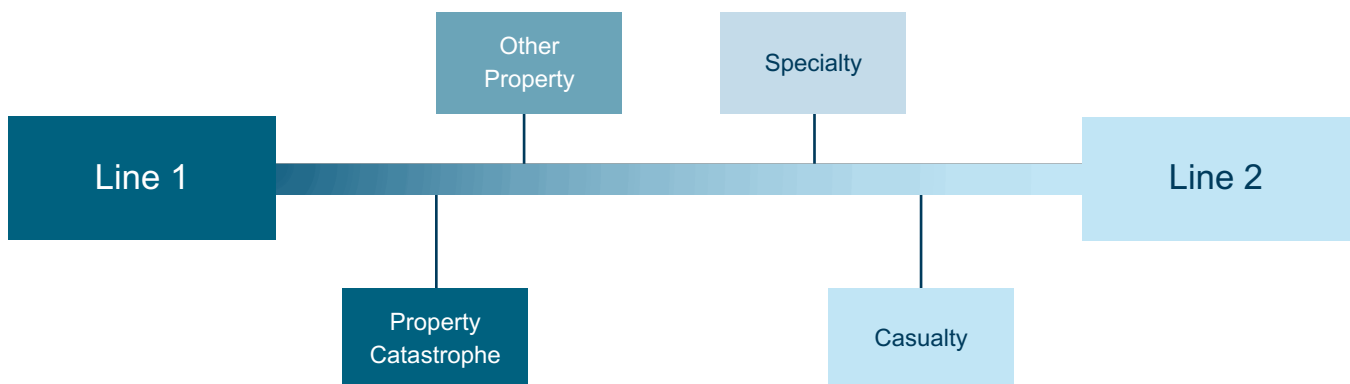 Other
Property
Specialty
Line 1
Line 2
Property
Catastrophe
Casualty